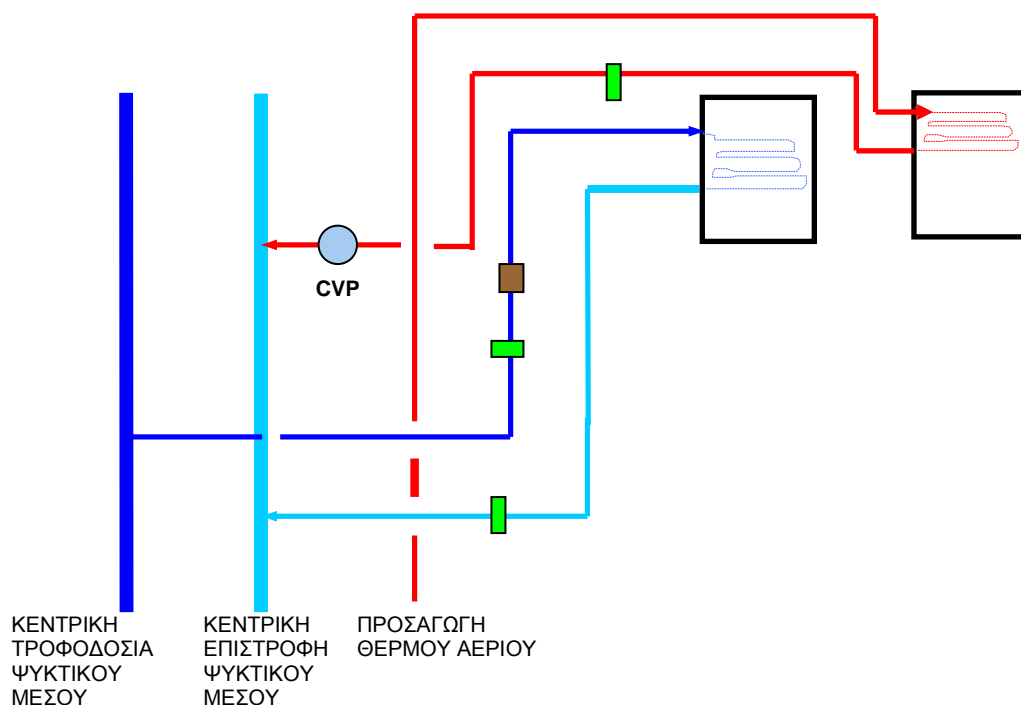 CVP
ΚΕΝΤΡΙΚΗ
ΤΡΟΦΟΔΟΣΙΑ
ΨΥΚΤΙΚΟΥ
ΜΕΣΟΥ
ΚΕΝΤΡΙΚΗ
ΕΠΙΣΤΡΟΦΗ
ΨΥΚΤΙΚΟΥ
ΜΕΣΟΥ
ΠΡΟΣΑΓΩΓΗ
ΘΕΡΜΟΥ ΑΕΡΙΟΥ